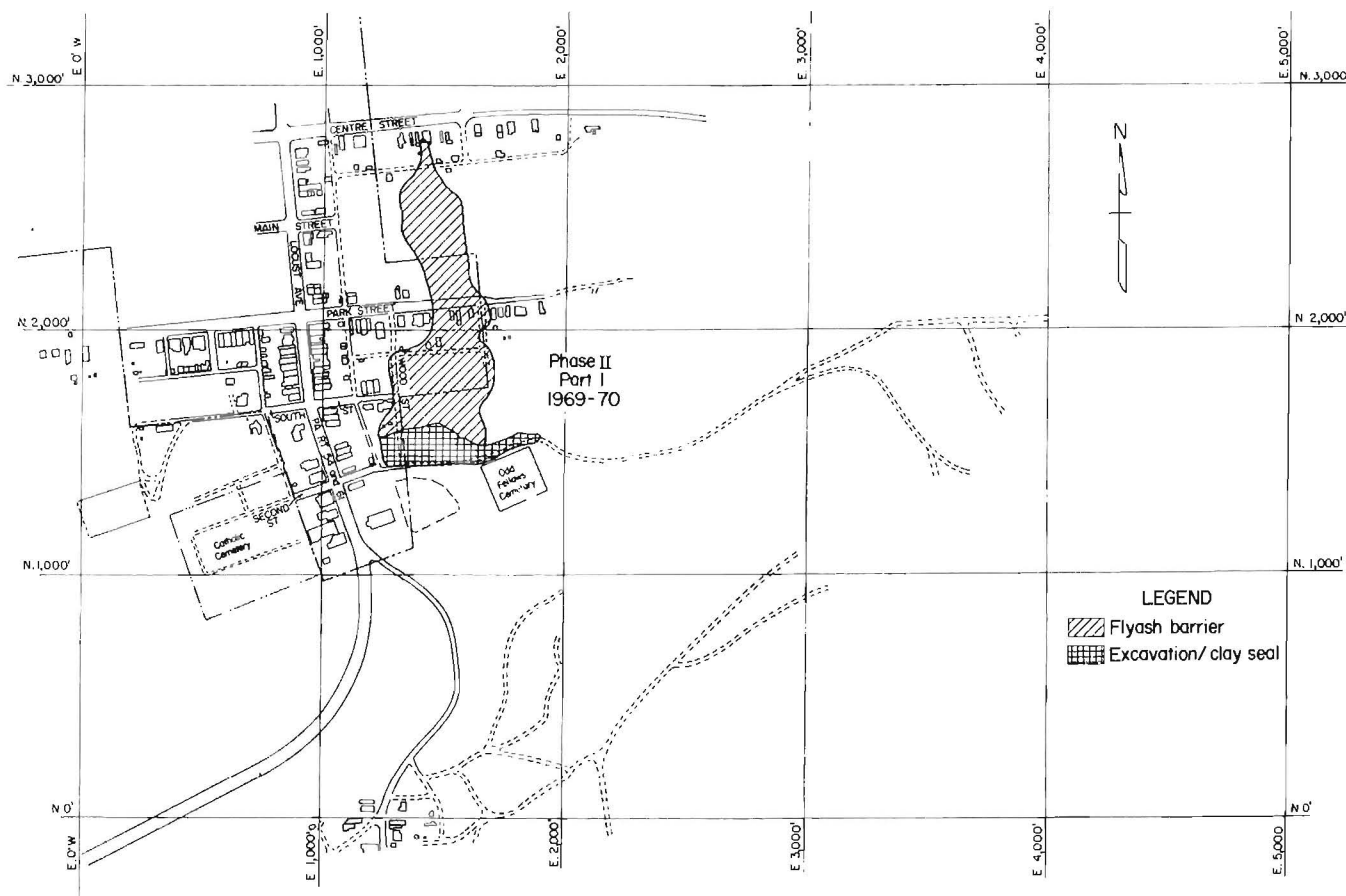 E. 0' W
E. 1,000'
E. 2,000'
E. 3,000'
E. 4,000'
E. 5,000'
N. 3,000'
N. 3,000'
CENTRE STREET
N
MAIN STREET
LOCUST AVE
PARK STREET
N. 2,000'
N. 2,000'
WOOD ST
Phase II
Part I
1969-70
SOUTH ST
Odd
Fellows
Cemetery
SECOND
ST
Catholic
Cemetery
N. 1,000'
N. 1,000'
LEGEND
Flyash barrier
Excavation/clay seal
N 0'
N 0'
E. 0' W
E. 1,000'
E. 2,000'
E. 3,000'
E. 4,000'
E. 5,000